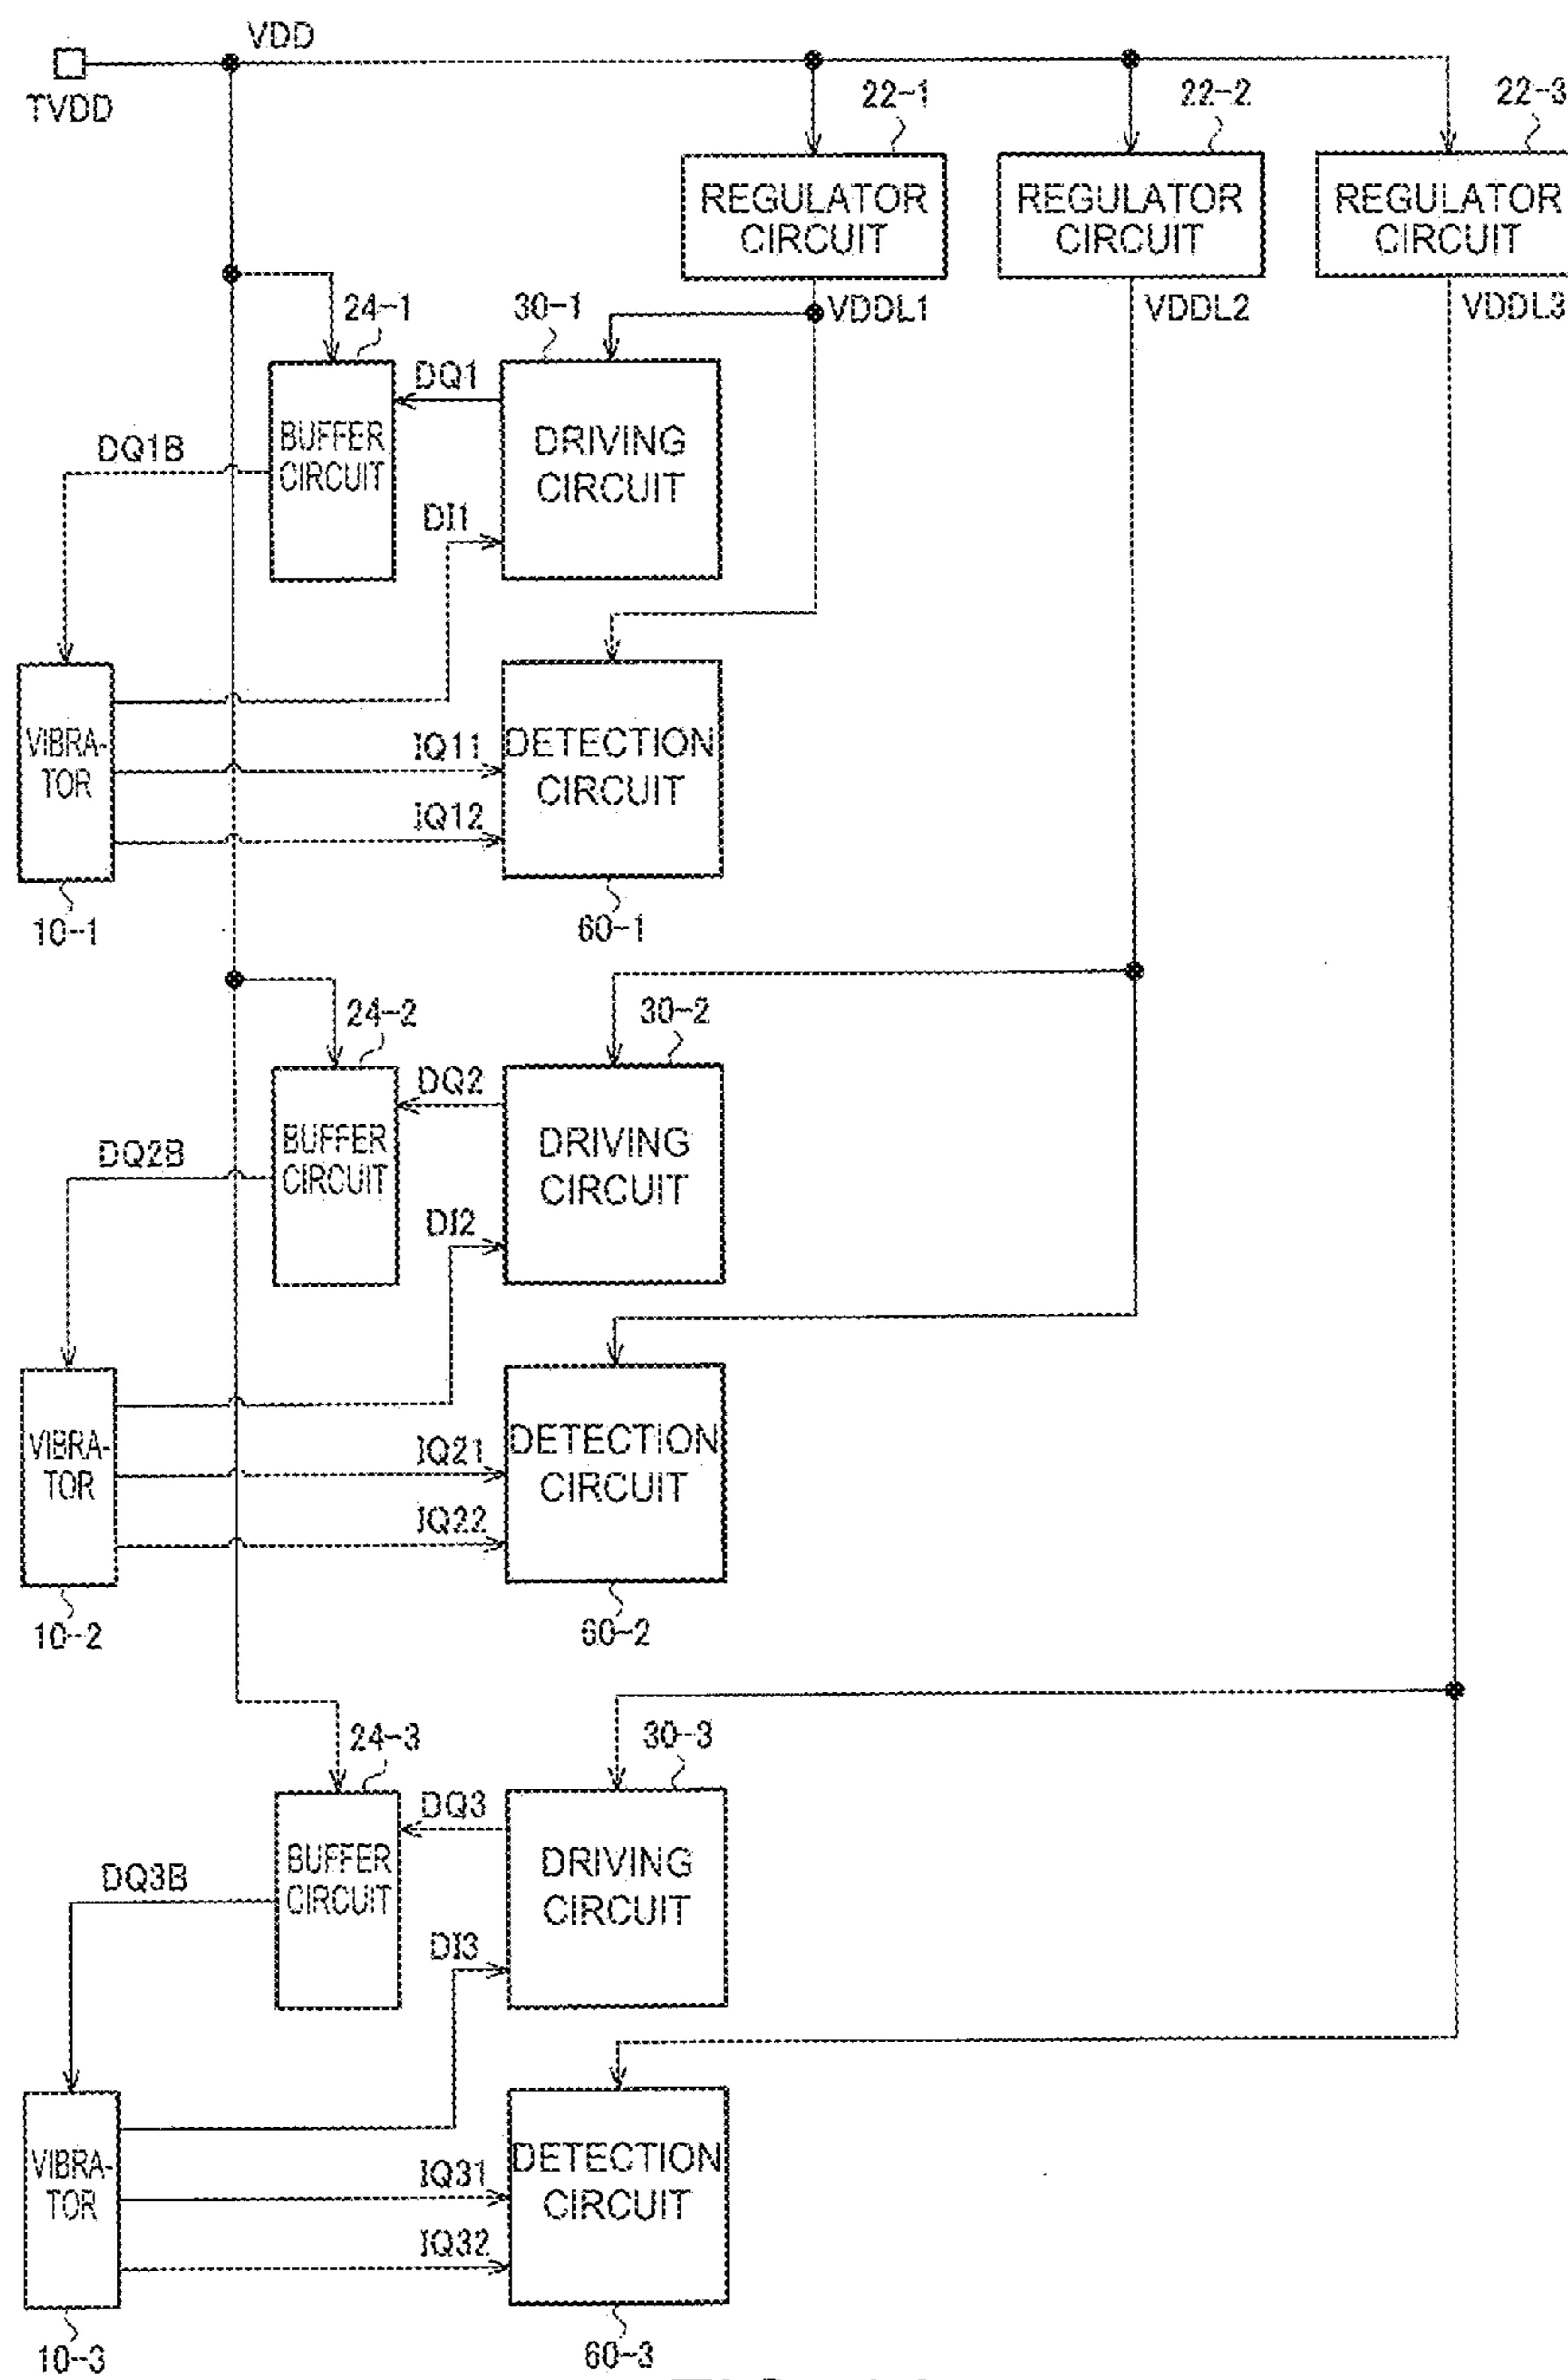 VDD
TVDD
22-1
22-2
22-3
REGULATOR
CIRCUIT
REGULATOR
CIRCUIT
REGULATOR
CIRCUIT
VDDL1
VDDL2
VDDL3
24-1
30-1
DQ1
BUFFER
CIRCUIT
DRIVING
CIRCUIT
DQ1B
DI1
VIBRA-
TOR
IQ11
IQ12
DETECTION
CIRCUIT
10-1
60-1
24-2
30-2
DQ2
BUFFER
CIRCUIT
DRIVING
CIRCUIT
DQ2B
DI2
VIBRA-
TOR
IQ21
IQ22
DETECTION
CIRCUIT
10-2
60-2
24-3
30-3
DQ3
BUFFER
CIRCUIT
DRIVING
CIRCUIT
DQ3B
DI3
VIBRA-
TOR
IQ31
IQ32
DETECTION
CIRCUIT
10-3
60-3